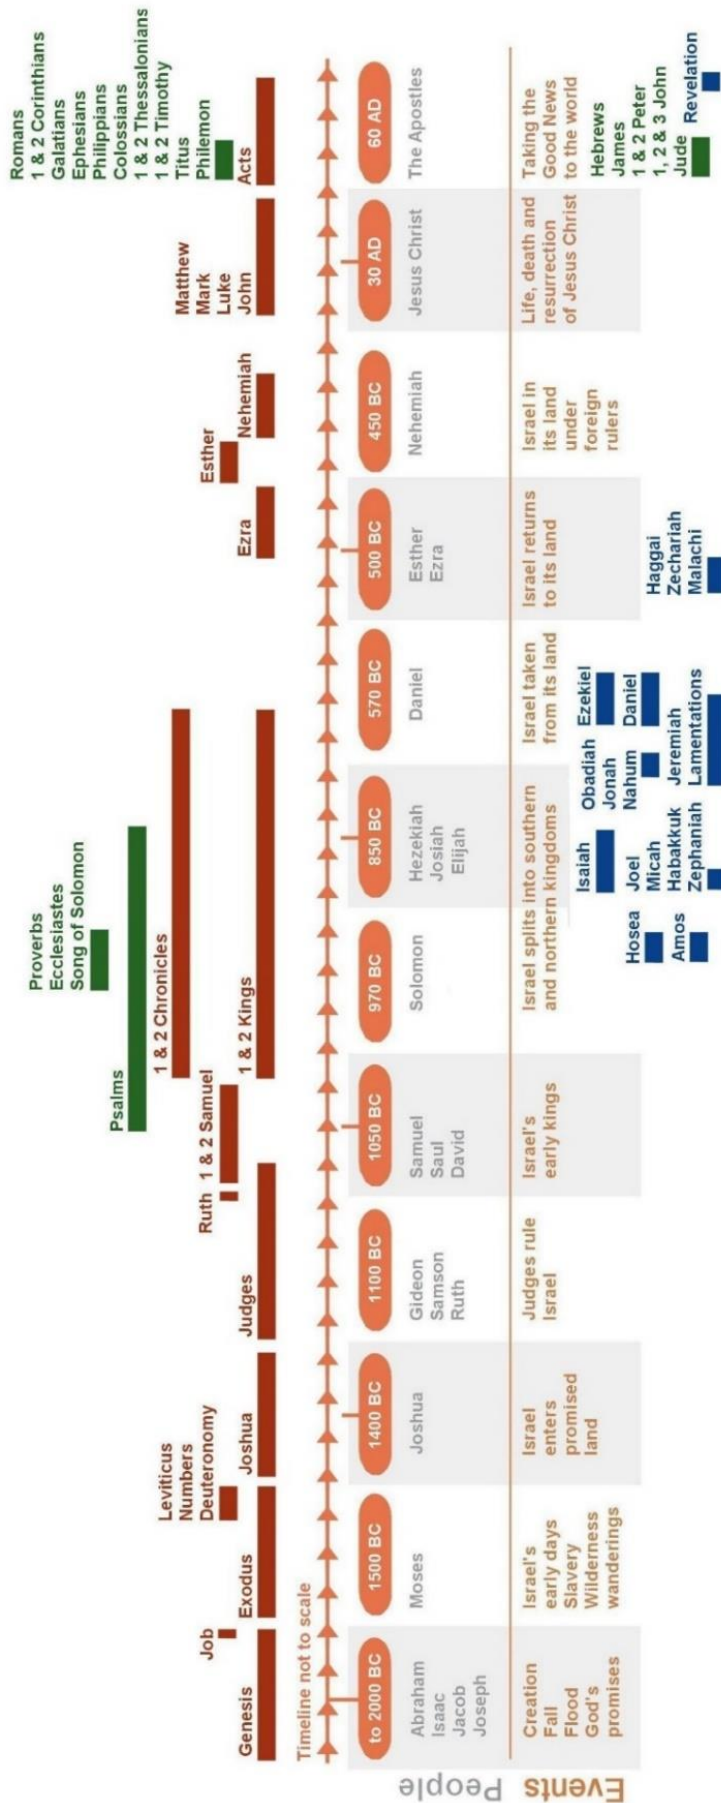 Romans
1 & 2 Corinthians
Galatians
Ephesians
Philippians
Colossians
1 & 2 Thessalonians
1 & 2 Timothy
Titus
Philemon
Proverbs
Ecclesiastes
Song of Solomon
Psalms
1 & 2 Chronicles
Matthew
Mark
Luke
John
Leviticus
Numbers
Deuteronomy
Job
Ruth
1 & 2 Samuel
Esther
Genesis
Exodus
Joshua
Judges
1 & 2 Kings
Ezra
Nehemiah
Acts
Timeline not to scale
to 2000 BC
1500 BC
1400 BC
1100 BC
1050 BC
970 BC
850 BC
570 BC
500 BC
450 BC
30 AD
60 AD
People
Abraham
Isaac
Jacob
Joseph
Moses
Joshua
Gideon
Samson
Ruth
Samuel
Saul
David
Solomon
Hezekiah
Josiah
Elijah
Daniel
Esther
Ezra
Nehemiah
Jesus Christ
The Apostles
Events
Creation
Fall
Flood
God's
promises
Israel's
early days
Slavery
Wilderness
wanderings
Israel
enters
promised
land
Judges rule
Israel
Israel's
early kings
Israel splits into southern
and northern kingdoms
Israel taken
from its land
Israel returns
to its land
Israel in
its land
under
foreign
rulers
Life, death and
resurrection
of Jesus Christ
Taking the
Good News
to the world
Hosea
Amos
Isaiah
Joel
Micah
Habakkuk
Zephaniah
Obadiah
Jonah
Nahum
Jeremiah
Lamentations
Ezekiel
Daniel
Haggai
Zechariah
Malachi
Hebrews
James
1 & 2 Peter
1, 2 & 3 John
Jude
Revelation